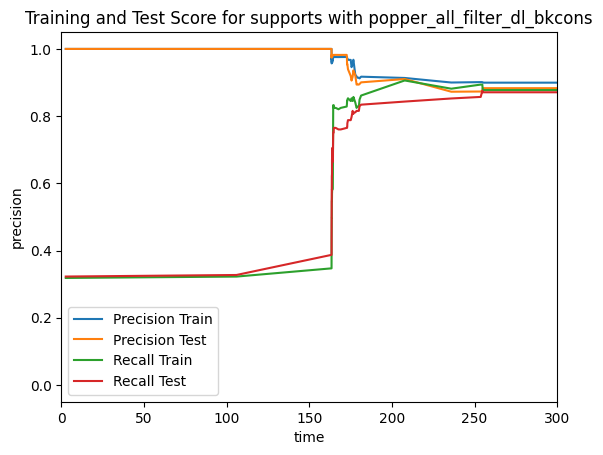 Training and Test Score for supports with popper_all_filter_dl_bkcons
1.0
0.8
0.6
0.4
0.2
0.0
precision
Precision Train
Precision Test
Recall Train
Recall Test
0 50 100 150 200 250 300
time